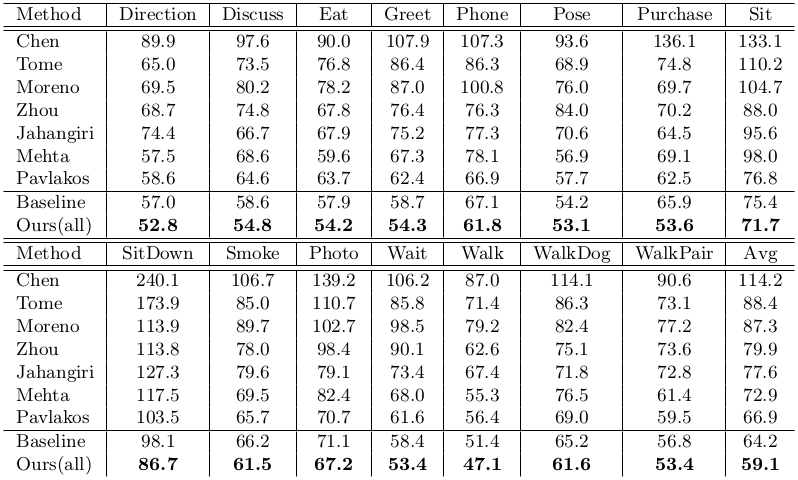 Method Direction Discuss Eat Greet Phone Pose Purchase Sit
Chen 89.9 97.6 90.0 107.9 107.3 93.6 136.1 133.1
Tome 65.0 73.5 76.8 86.4 86.3 68.9 74.8 110.2
Moreno 69.5 80.2 78.2 87.0 100.8 76.0 69.7 104.7
Zhou 68.7 74.8 67.8 76.4 76.3 84.0 70.2 88.0
Jahangiri 74.4 66.7 67.9 75.2 77.3 70.6 64.5 95.6
Mehta 57.5 68.6 59.6 67.3 78.1 56.9 69.1 98.0
Pavlakos 58.6 64.6 63.7 62.4 66.9 57.7 62.5 76.8
Baseline 57.0 58.6 57.9 58.7 67.1 54.2 65.9 75.4
Ours(all) 52.8 54.8 54.2 54.3 61.8 53.1 53.6 71.7
Method SitDown Smoke Photo Wait Walk WalkDog WalkPair Avg
Chen 240.1 106.7 139.2 106.2 87.0 114.1 90.6 114.2
Tome 173.9 85.0 110.7 85.8 71.4 86.3 73.1 88.4
Moreno 113.9 89.7 102.7 98.5 79.2 82.4 77.2 87.3
Zhou 113.8 78.0 98.4 90.1 62.6 75.1 73.6 79.9
Jahangiri 127.3 79.6 79.1 73.4 67.4 71.8 72.8 77.6
Mehta 117.5 69.5 82.4 68.0 55.3 76.5 61.4 72.9
Pavlakos 103.5 65.7 70.7 61.6 56.4 69.0 59.5 66.9
Baseline 98.1 66.2 71.1 58.4 51.4 65.2 56.8 64.2
Ours(all) 86.7 61.5 67.2 53.4 47.1 61.6 53.4 59.1